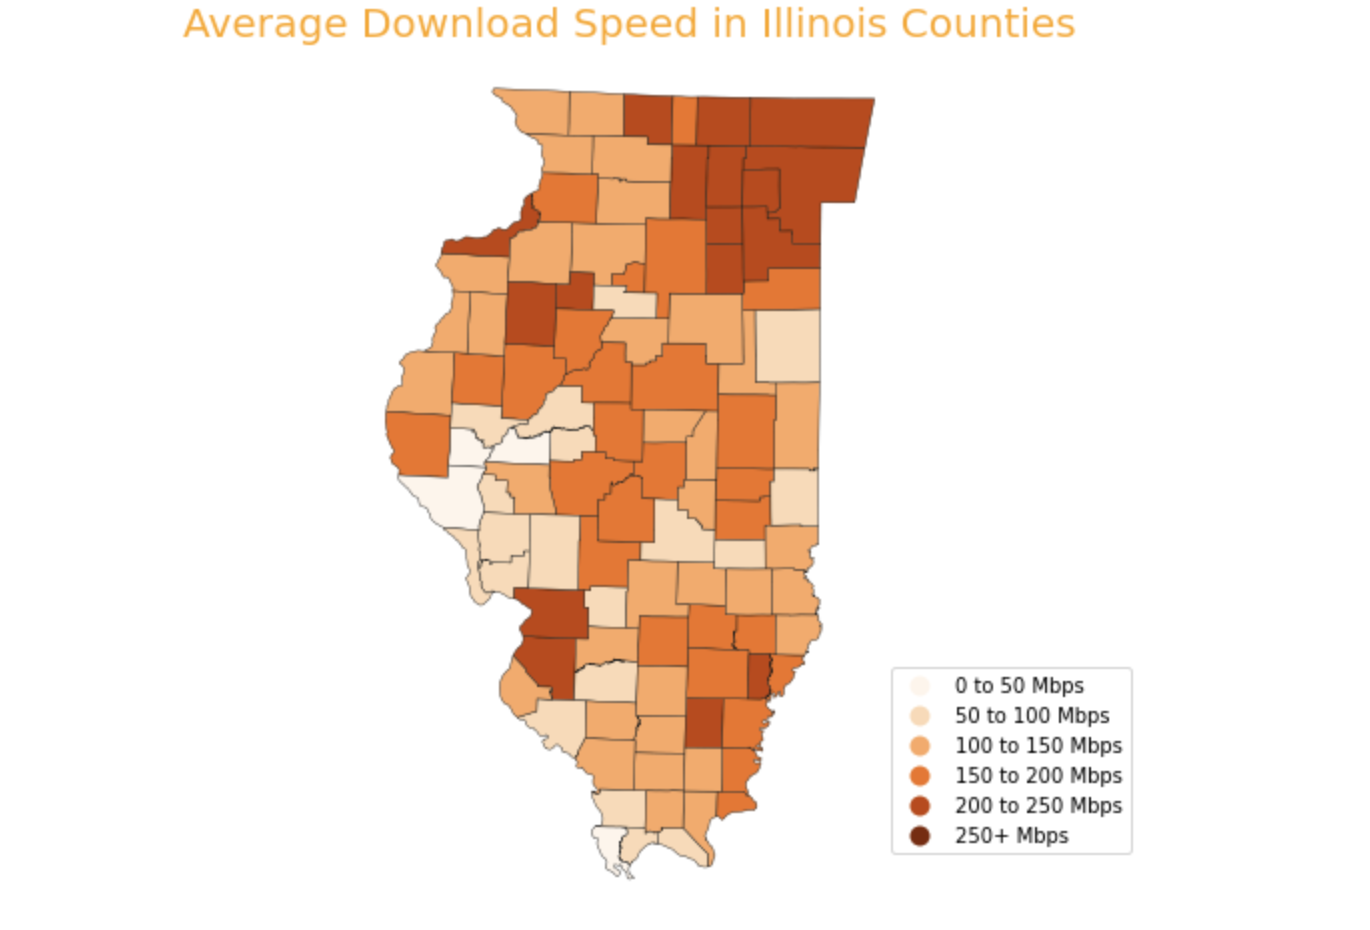 Average Download Speed in Illinois Counties
0 to 50 Mbps
50 to 100 Mbps
100 to 150 Mbps
150 to 200 Mbps
200 to 250 Mbps
250+ Mbps